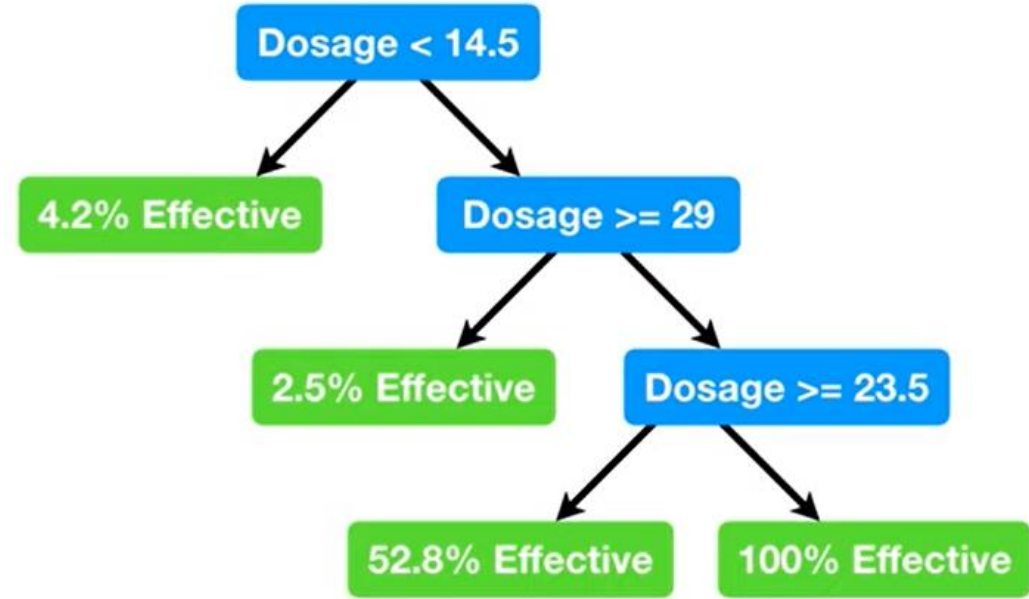 Dosage < 14.5
4.2% Effective
Dosage >= 29
2.5% Effective
Dosage >= 23.5
52.8% Effective
100% Effective